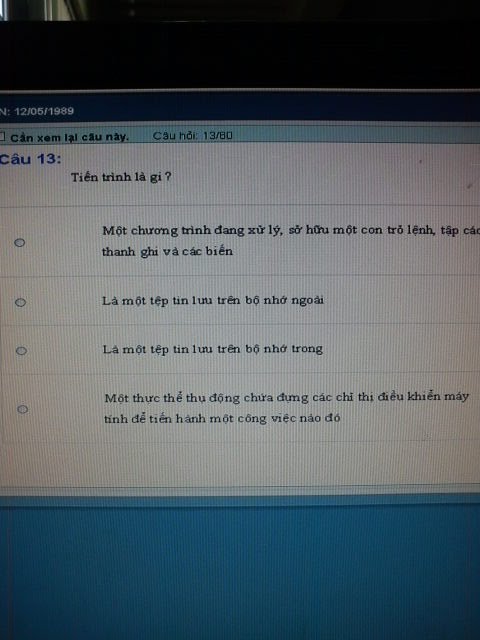 N: 12/05/1989
Cần xem lại câu này. Câu hỏi: 13/60
Câu 13:
Tiến trình là gì ?
Một chương trình đang xử lý, sở hữu một con trỏ lệnh, tập các
thanh ghi và các biến
Là một tệp tin lưu trên bộ nhớ ngoài
Là một tệp tin lưu trên bộ nhớ trong
Một thực thể thụ động chứa đựng các chỉ thị điều khiển máy
tính để tiến hành một công việc nào đó